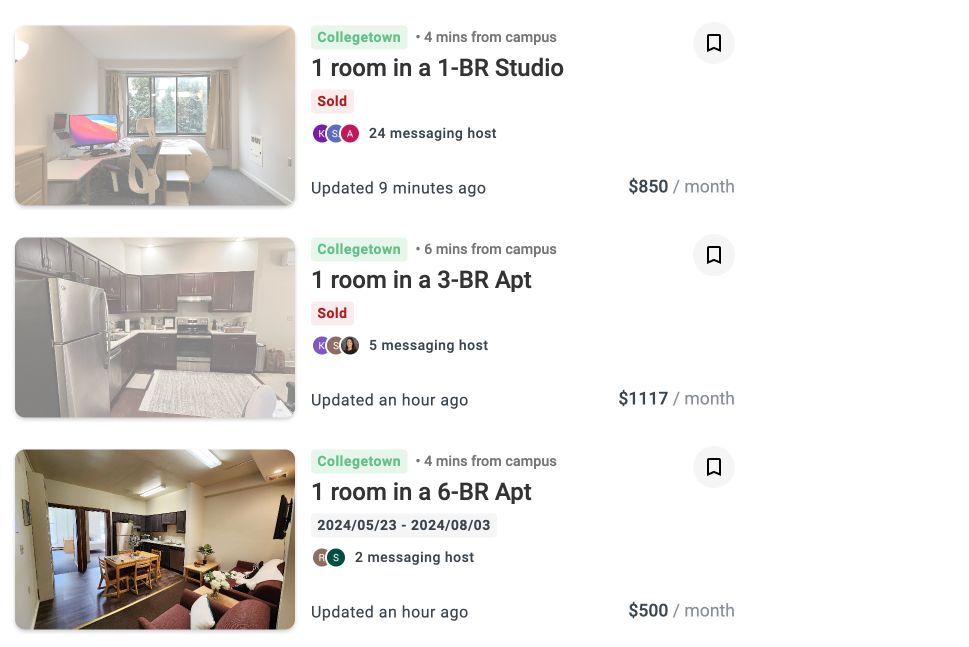 Collegetown • 4 mins from campus
1 room in a 1-BR Studio
Sold
K S A 24 messaging host
Updated 9 minutes ago $850 / month
Collegetown • 6 mins from campus
1 room in a 3-BR Apt
Sold
K S 5 messaging host
Updated an hour ago $1117 / month
Collegetown • 4 mins from campus
1 room in a 6-BR Apt
2024/05/23 - 2024/08/03
R S 2 messaging host
Updated an hour ago $500 / month